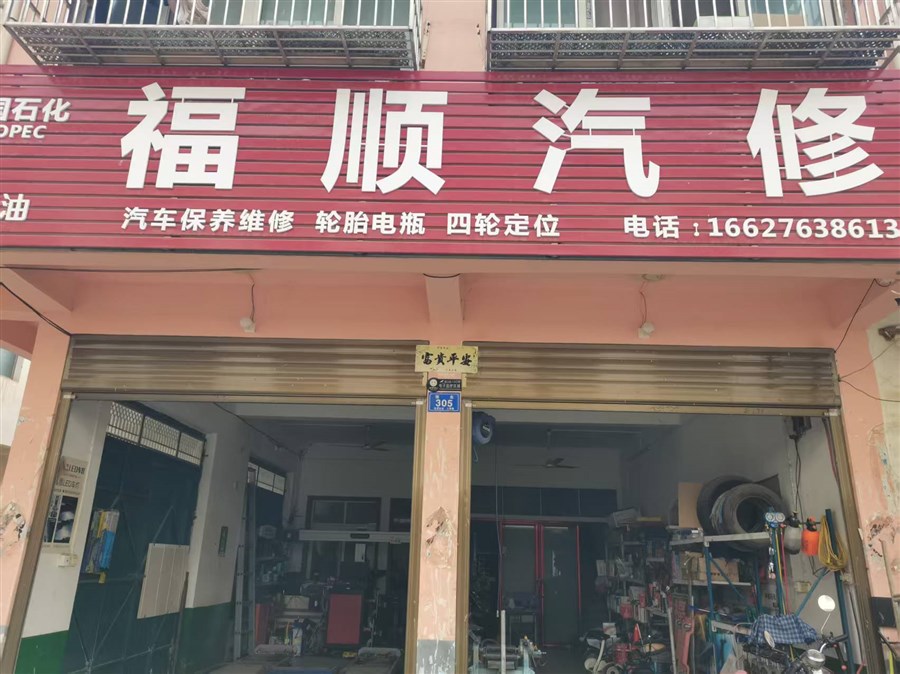 国石化
OPEC
福顺汽修
油
汽车保养维修 轮胎电瓶 四轮定位 电话：16627638613
富贵平安
305